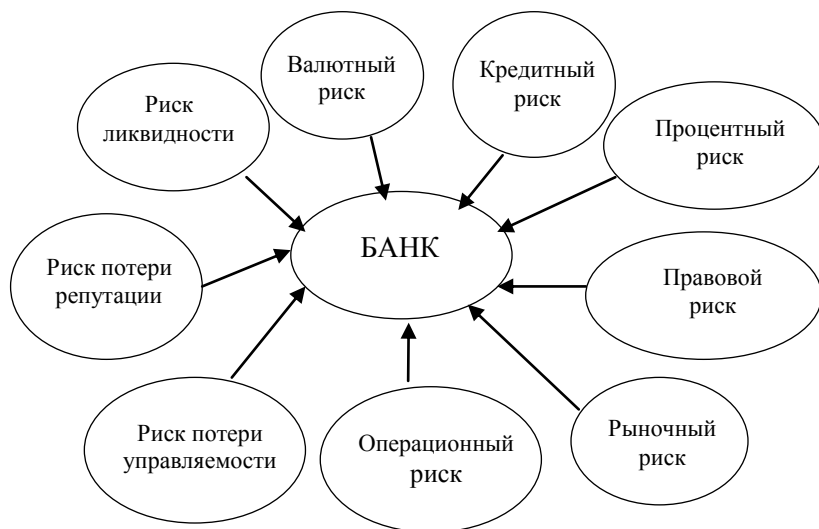 Валютный
риск
Кредитный
риск
Риск
ликвидности
Процентный
риск
БАНК
Риск потери
репутации
Правовой
риск
Риск потери
управляемости
Операционный
риск
Рыночный
риск